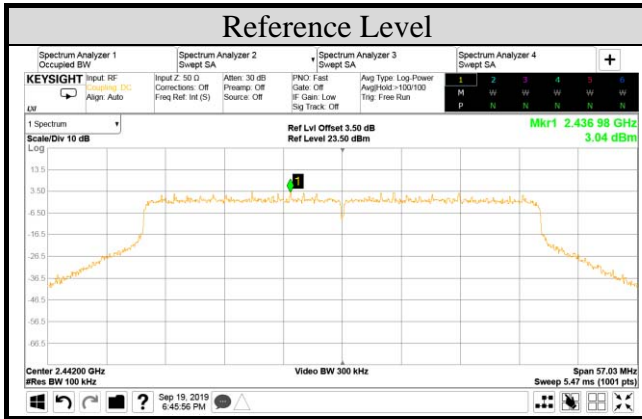 Reference Level
Spectrum Analyzer 1
Occupied BW
Spectrum Analyzer 2
Swept SA
Spectrum Analyzer 3
Swept SA
Spectrum Analyzer 4
Swept SA
+
KEYSIGHT
LXI
Input: RF
Coupling: DC
Align: Auto
Input Z: 50 Ω
Corrections: Off
Freq Ref: Int (S)
Atten: 30 dB
Preamp: Off
Source: Off
PNO: Fast
Gate: Off
IF Gain: Low
Sig Track: Off
Avg Type: Log-Power
Avg|Hold:>100/100
Trig: Free Run
1 2 3 4 5 6
M W W W W W
P N N N N N
1 Spectrum
Scale/Div 10 dB
Ref Lvl Offset 3.50 dB
Ref Level 23.50 dBm
Mkr1 2.436 98 GHz
3.04 dBm
Log
13.5
3.50
1
-6.50
-16.5
-26.5
-36.5
-46.5
-56.5
-66.5
Center 2.44200 GHz
#Res BW 100 kHz
Video BW 300 kHz
Span 57.03 MHz
Sweep 5.47 ms (1001 pts)
?
Sep 19, 2019
6:45:56 PM